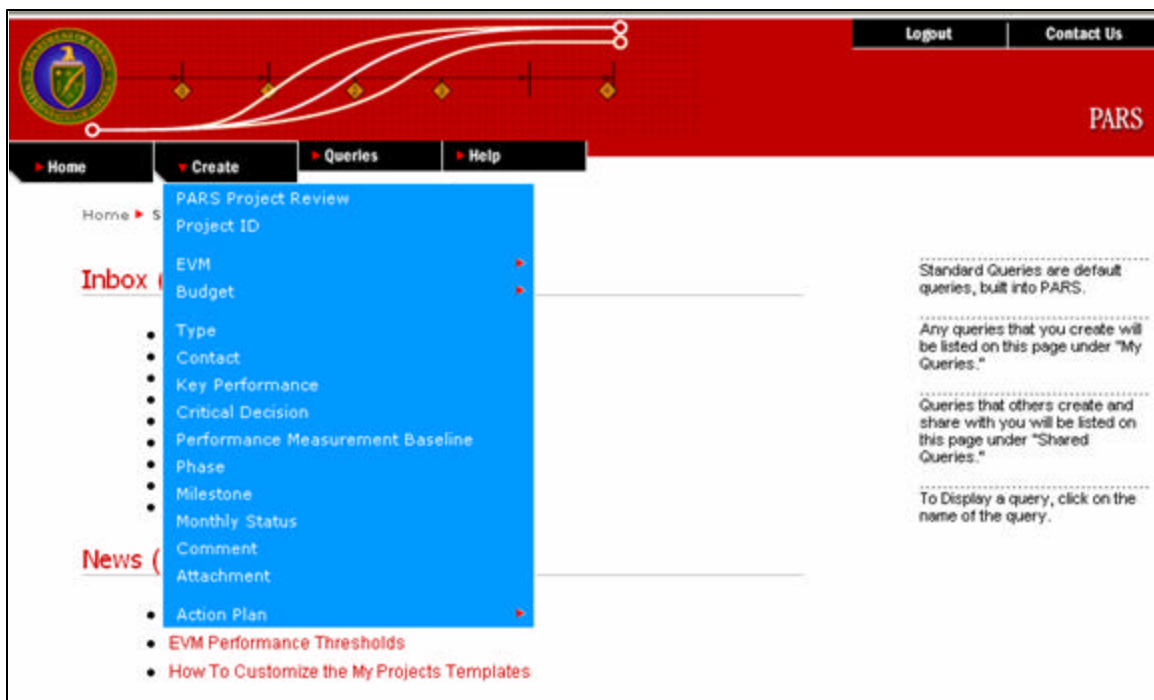 Logout
Contact Us
PARS
Home
Create
Queries
Help
Home S
PARS Project Review
Project ID
EVM
Budget
Type
Contact
Key Performance
Critical Decision
Performance Measurement Baseline
Phase
Milestone
Monthly Status
Comment
Attachment
Action Plan
Inbox (
News (
EVM Performance Thresholds
How To Customize the My Projects Templates
Standard Queries are default
queries, built into PARS.
Any queries that you create will
be listed on this page under "My
Queries."
Queries that others create and
share with you will be listed on
this page under "Shared
Queries."
To Display a query, click on the
name of the query.